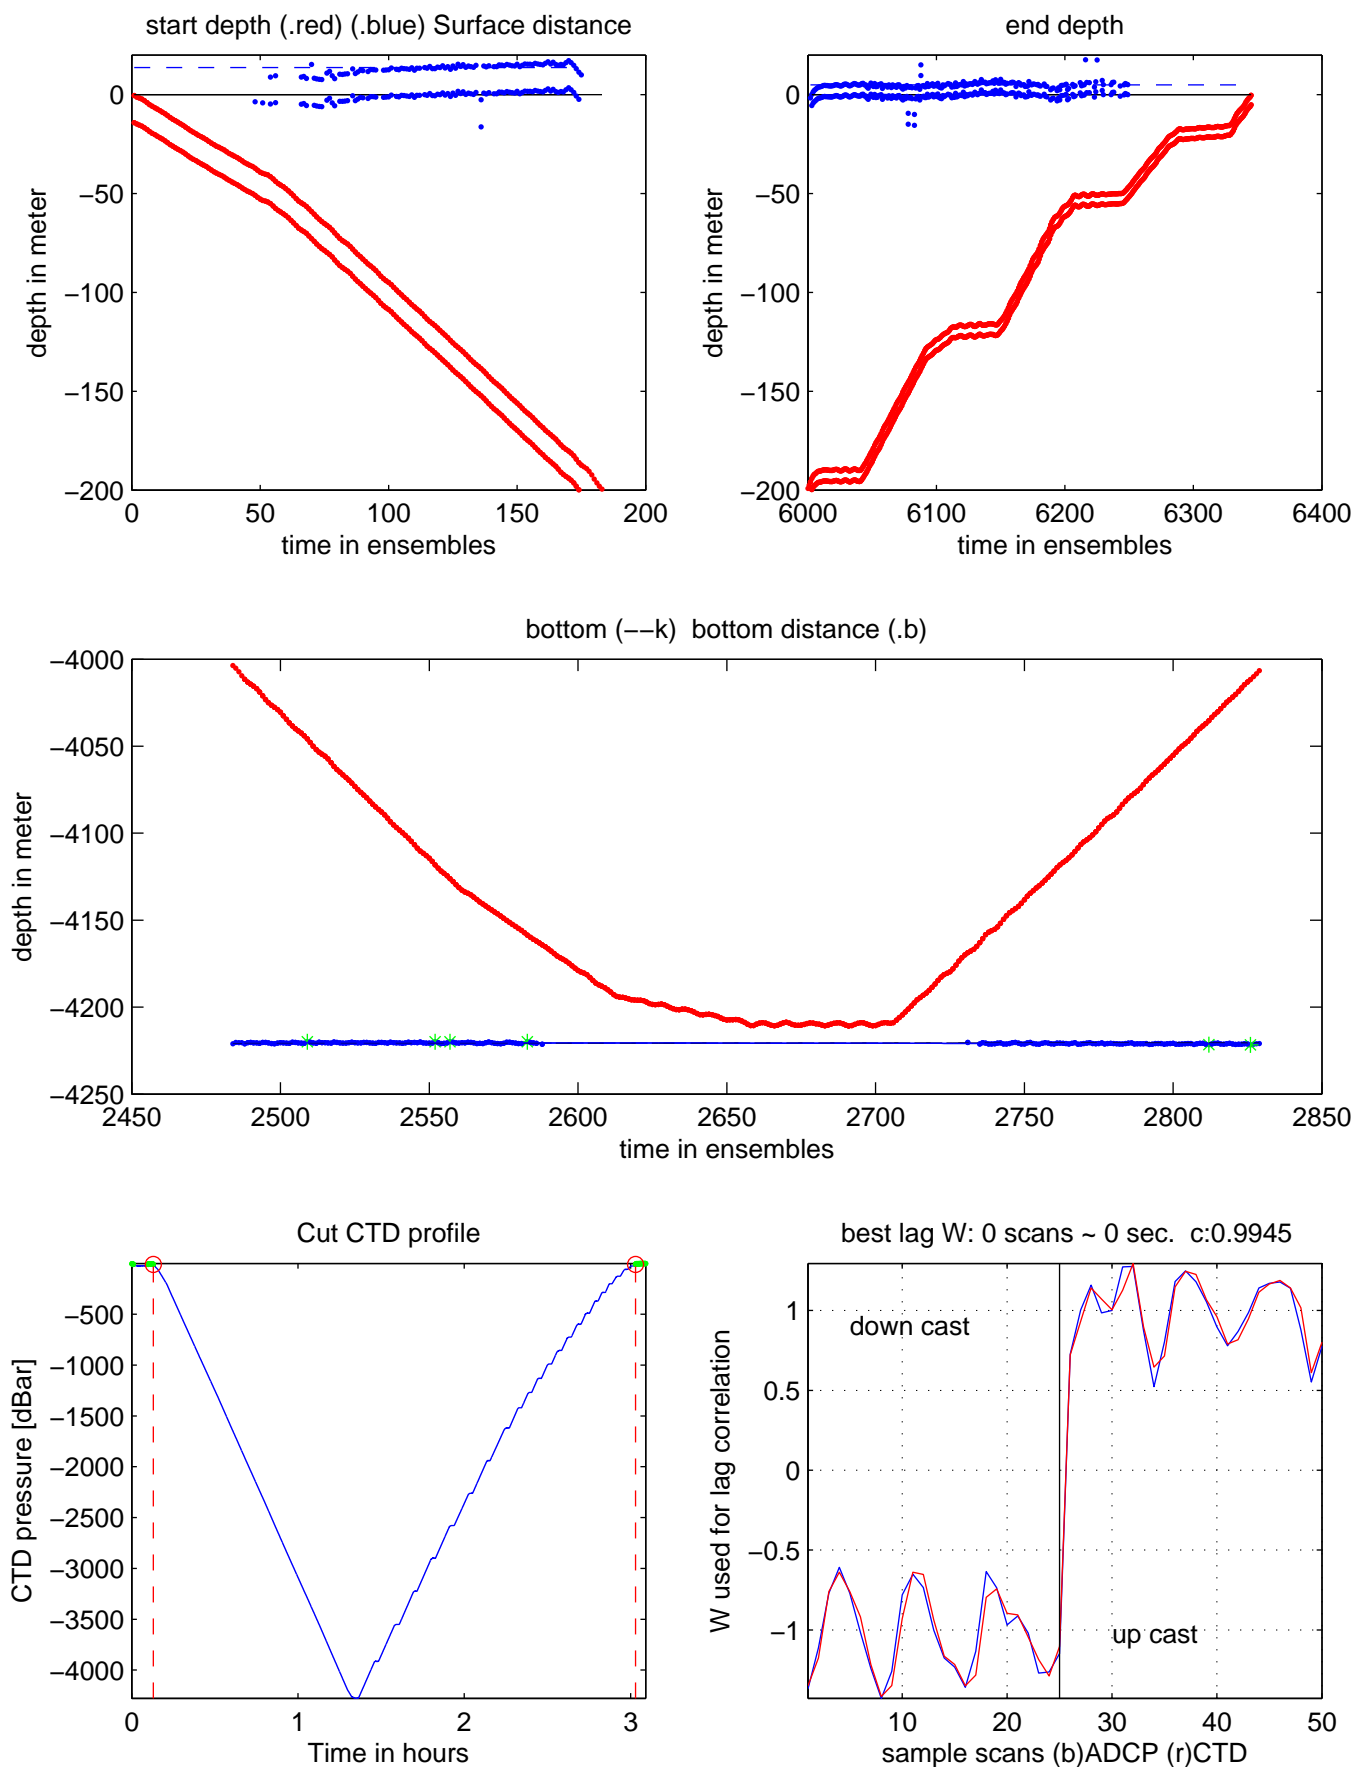 start depth (.red) (.blue) Surface distance
0
−50
−100
−150
−200
depth in meter
0 50 100 150 200
time in ensembles
end depth
0
−50
−100
−150
−200
depth in meter
6000 6100 6200 6300 6400
time in ensembles
bottom (−−k)  bottom distance (.b)
−4000
−4050
−4100
−4150
−4200
−4250
depth in meter
2450 2500 2550 2600 2650 2700 2750 2800 2850
time in ensembles
Cut CTD profile
−500
−1000
−1500
−2000
−2500
−3000
−3500
−4000
CTD pressure [dBar]
0 1 2 3
Time in hours
best lag W: 0 scans ~ 0 sec.  c:0.9945
1
0.5
0
−0.5
−1
W used for lag correlation
down cast
up cast
10 20 30 40 50
sample scans (b)ADCP (r)CTD